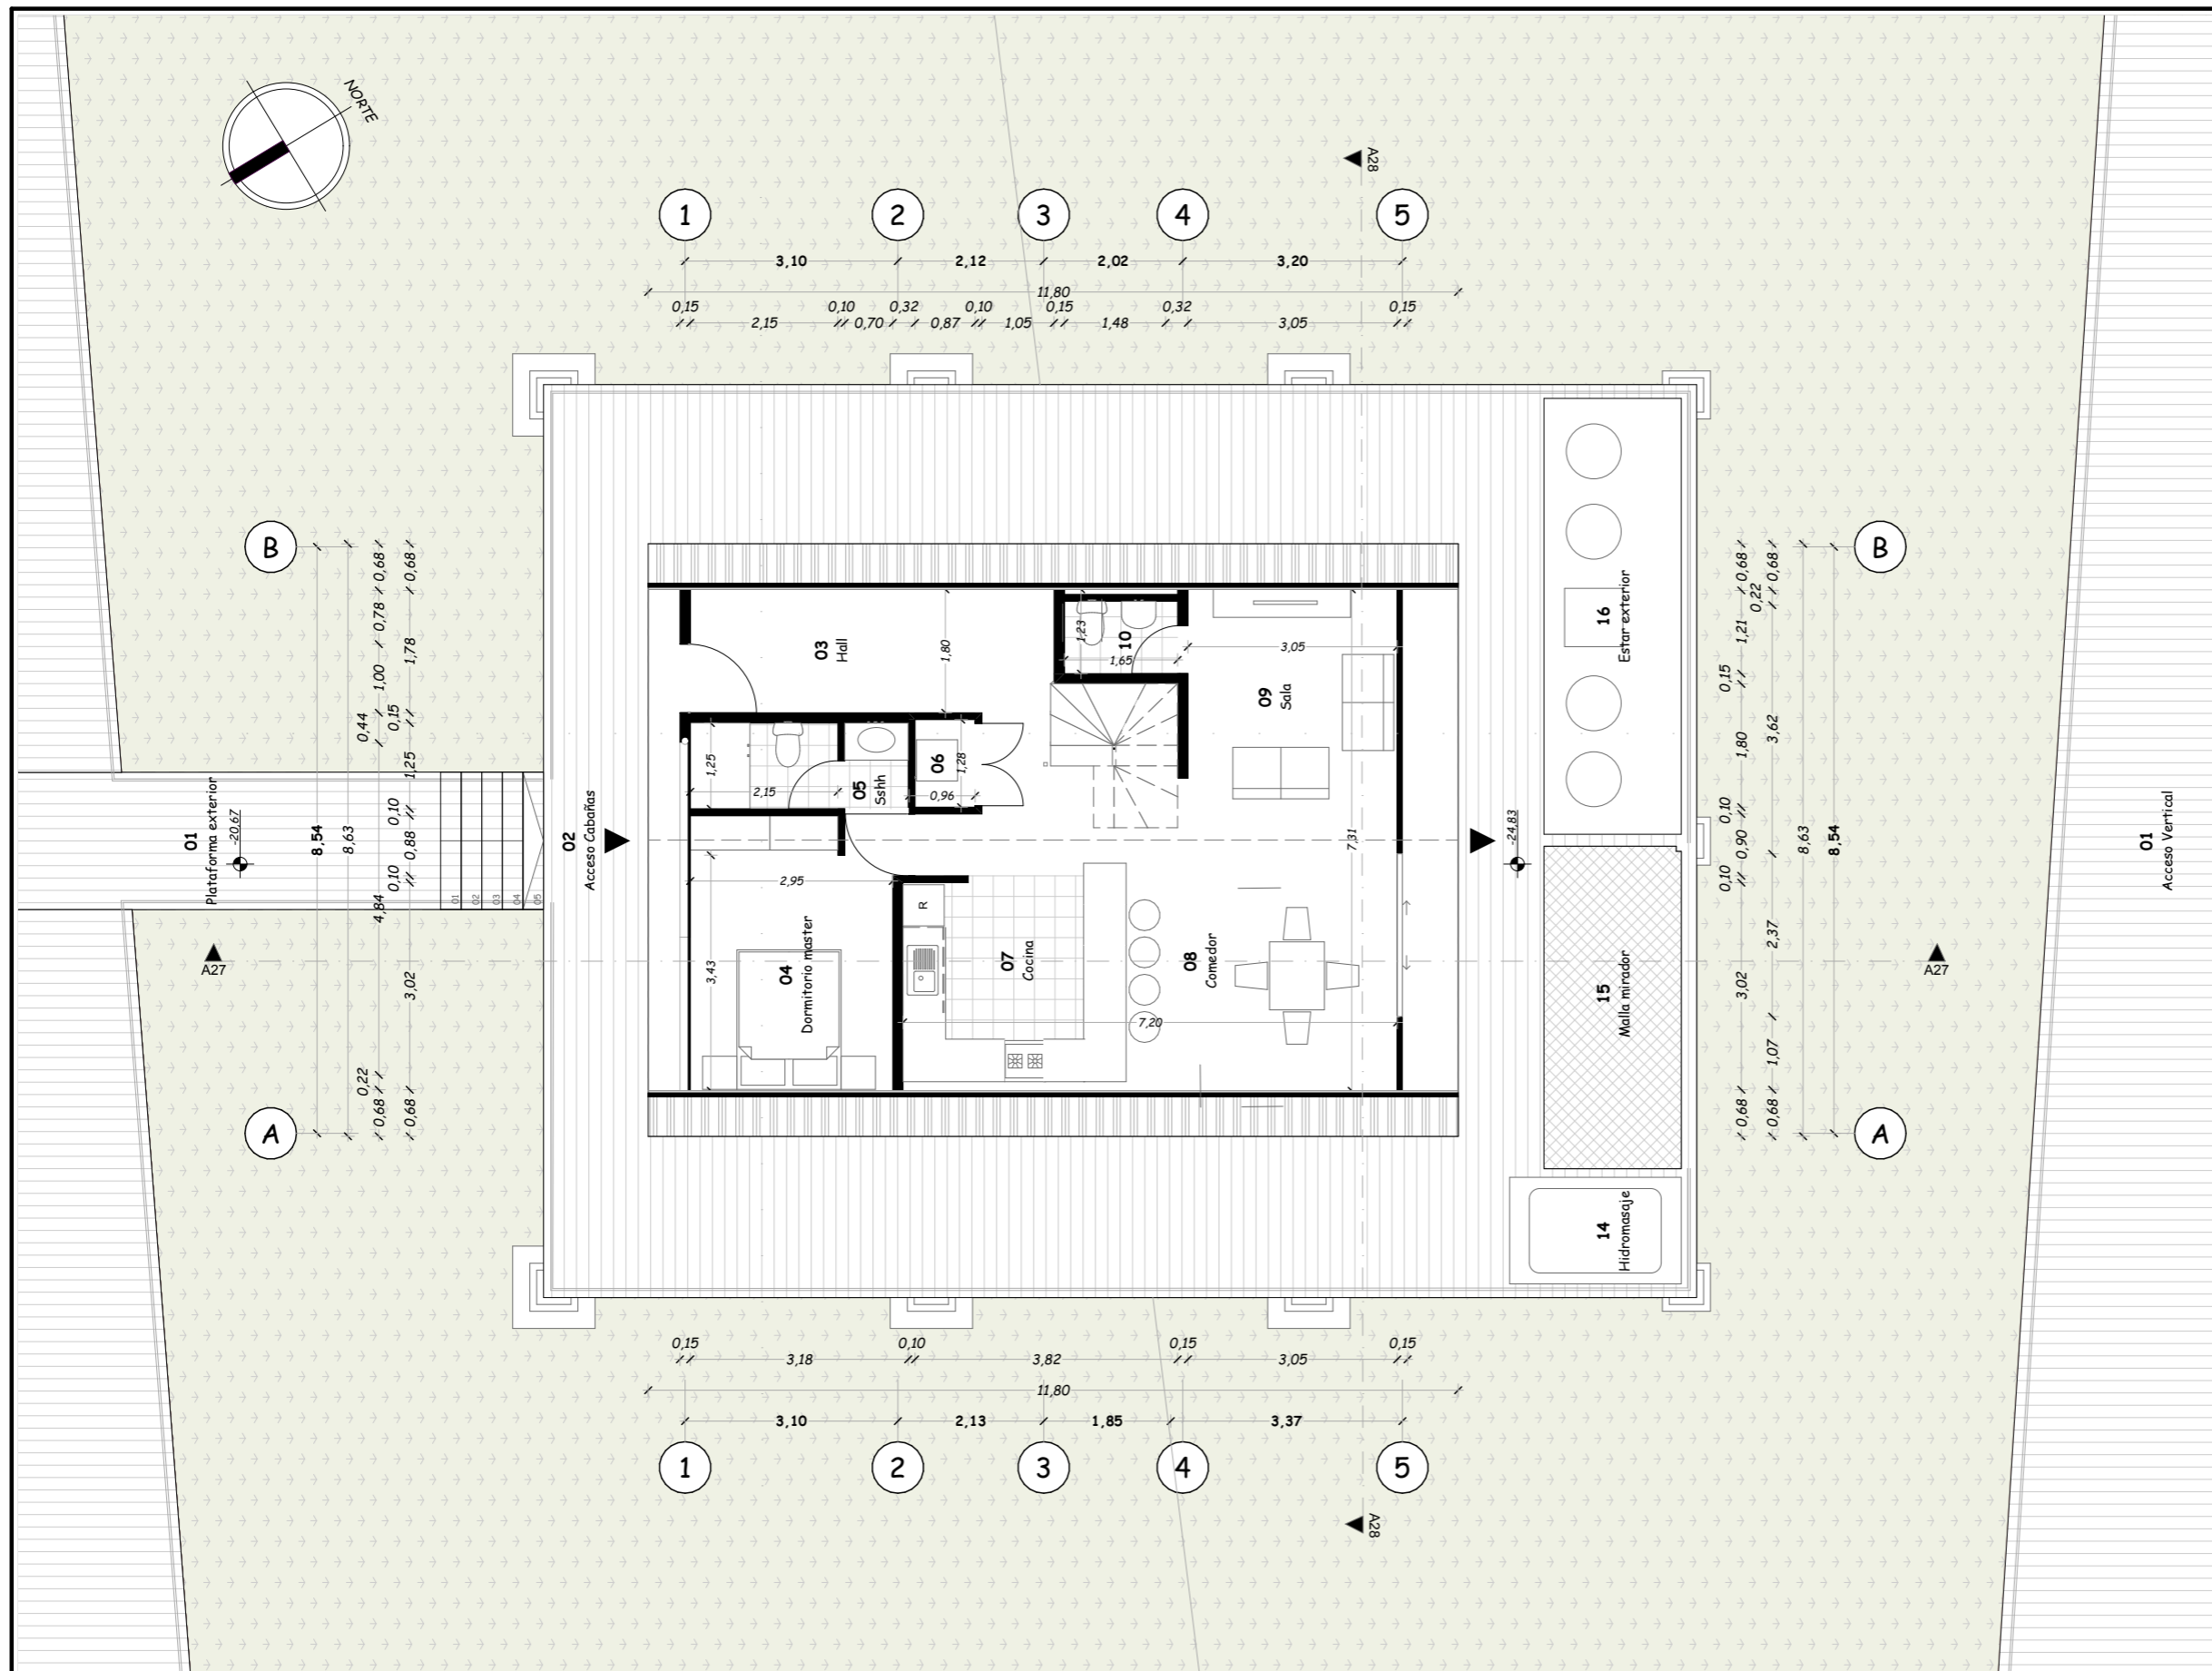 NORTE
A28
1 2 3 4 5
3,10 2,12 2,02 3,20
11,80
0,15 0,10 0,32 0,10 0,15 0,32 0,15
2,15 0,70 0,87 1,05 1,48 3,05
B
0,68 0,78 1,00 0,44 4,84 0,22 0,68
0,68 1,78 0,15 1,25 0,10 0,88 0,10 3,02 0,68
8,54
8,63
A
01
Plataforma exterior
-20,67
01 02 03 04 05
A27
02
Acceso Cabañas
03
Hall
1,80
1,25
2,15
05
Sshh
06
1,28
0,96
10
1,23
1,65
3,05
09
Sala
7,31
2,95
3,43
04
Dormitorio master
R
07
Cocina
08
Comedor
7,20
-24,83
16
Estar exterior
15
Malla mirador
14
Hidromasaje
B
0,68 1,21 0,15 1,80 0,10 0,90 0,10 3,02 0,68
0,68 0,22 3,62 2,37 1,07 0,68
8,63
8,54
A
A27
01
Acceso Vertical
0,15 0,10 0,15 0,15
3,18 3,82 3,05
11,80
3,10 2,13 1,85 3,37
1 2 3 4 5
A28